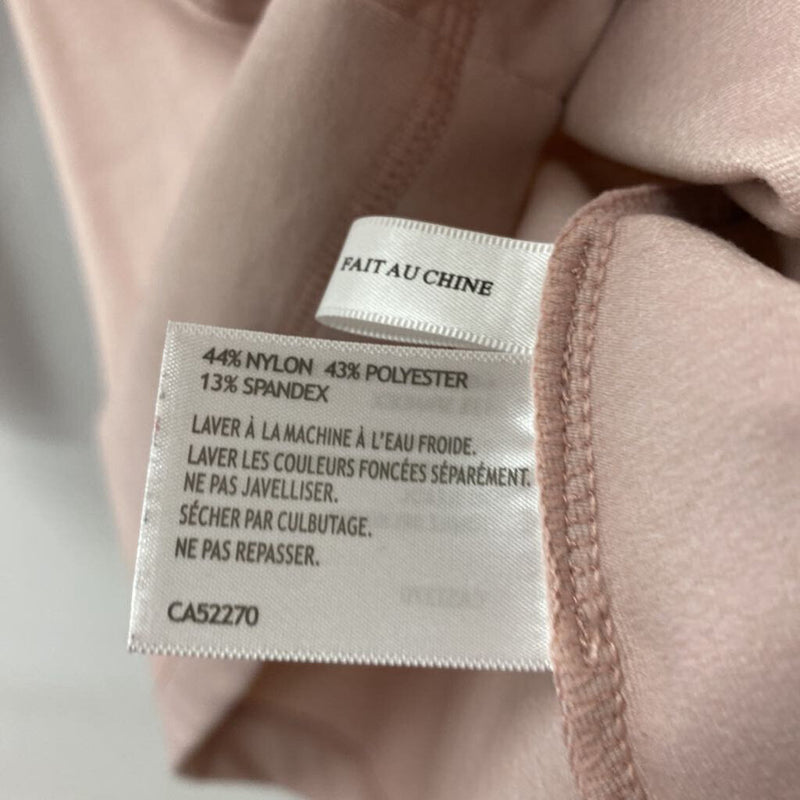 FAIT AU CHINE
44% NYLON 43% POLYESTER
13% SPANDEX
LAVER À LA MACHINE À L'EAU FROIDE.
LAVER LES COULEURS FONCÉES SÉPARÉMENT.
NE PAS JAVELLISER.
SÉCHER PAR CULBUTAGE.
NE PAS REPASSER.
CA52270